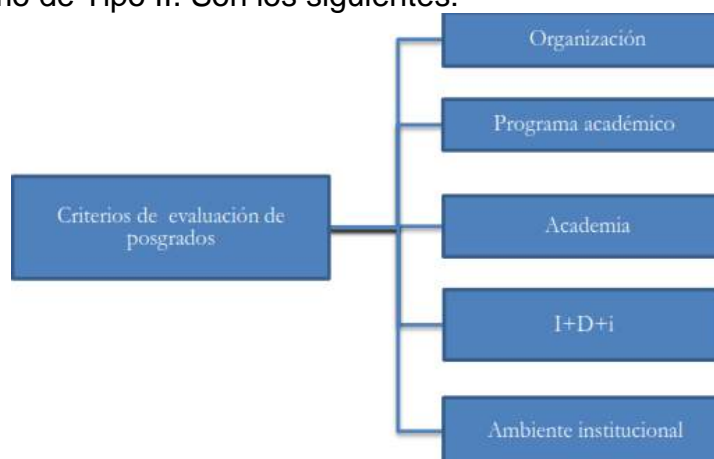 no de Tipo II. Son los siguientes:
Organización
Programa académico
Criterios de evaluación de
posgrados
Academia
I+D+i
Ambiente institucional